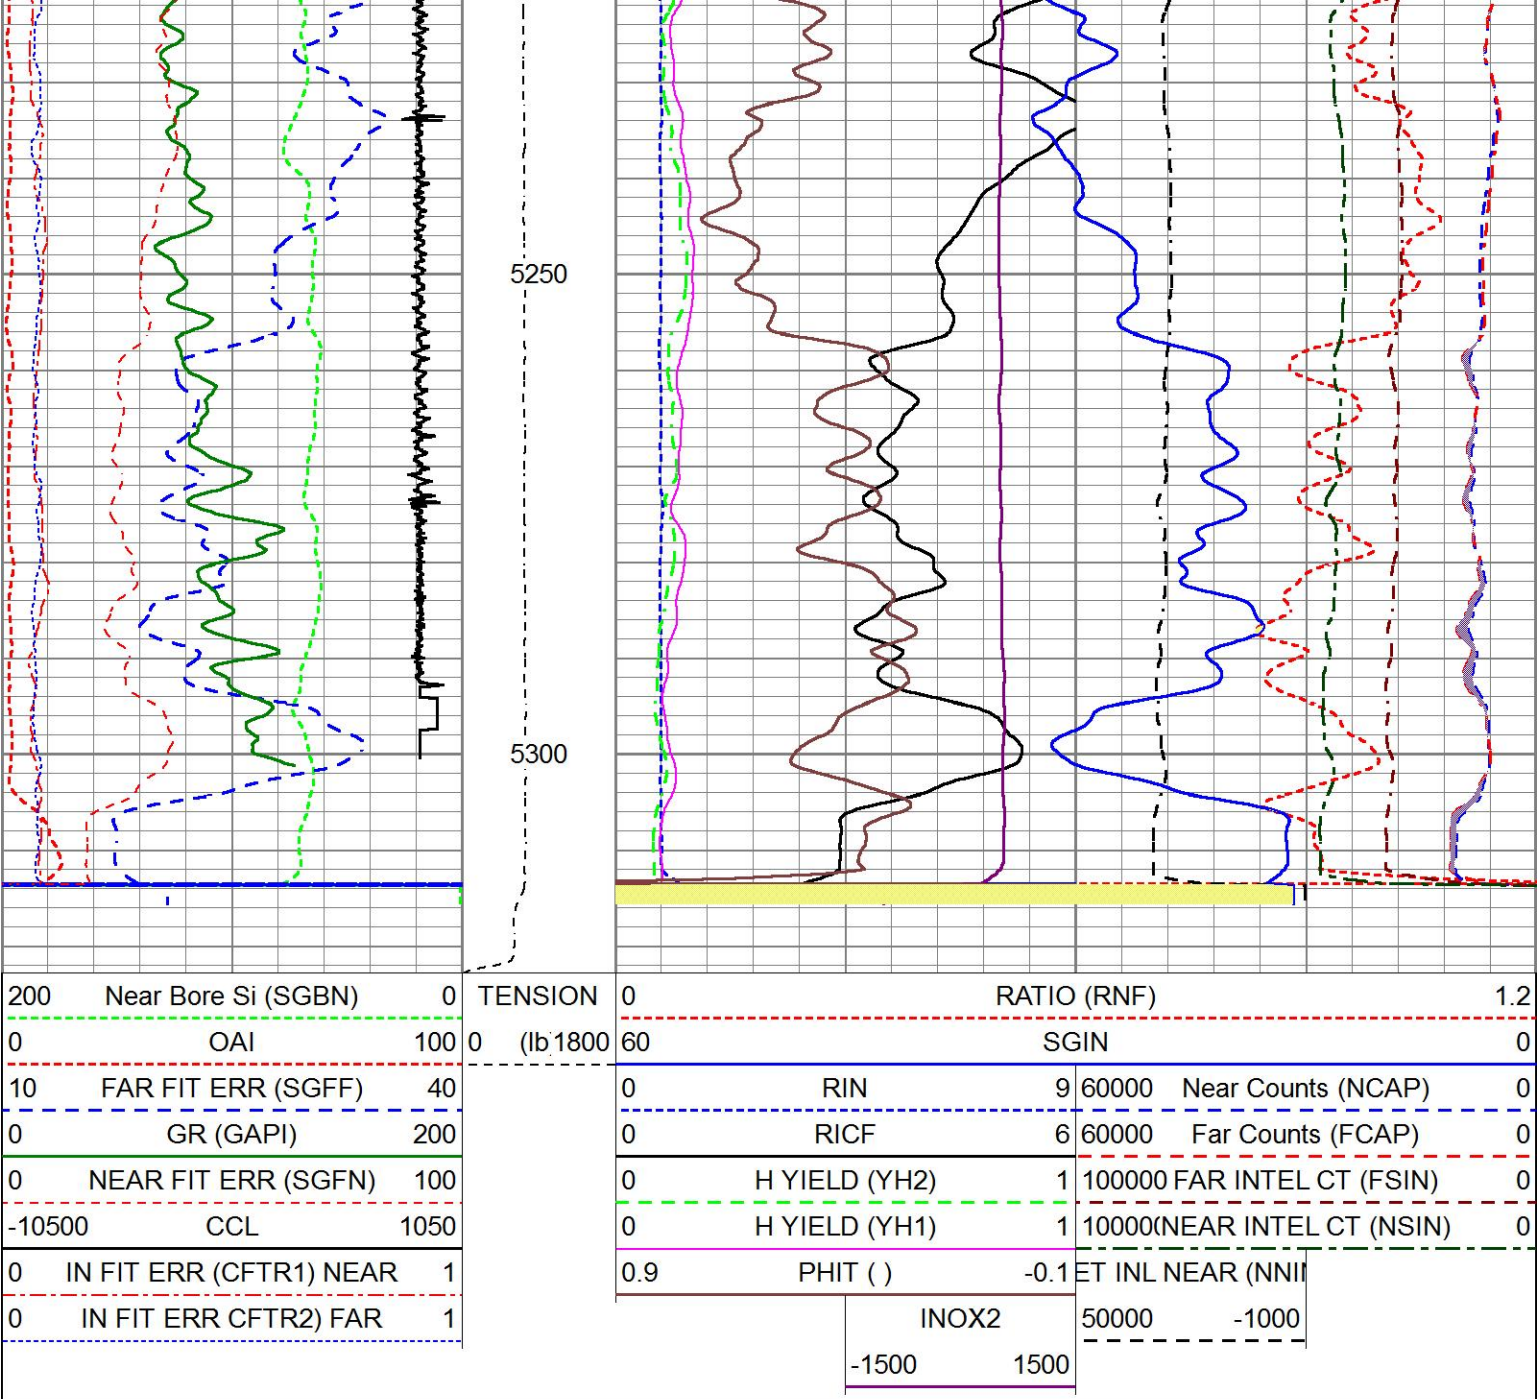 5250
5300
200 Near Bore Si (SGBN) 0
TENSION
0 RATIO (RNF) 1.2
0 OAI 100
0 (lb 1800
60 SGIN 0
10 FAR FIT ERR (SGFF) 40
0 RIN 9
60000 Near Counts (NCAP) 0
0 GR (GAPI) 200
0 RICF 6
60000 Far Counts (FCAP) 0
0 NEAR FIT ERR (SGFN) 100
0 H YIELD (YH2) 1
100000 FAR INTEL CT (FSIN) 0
-10500 CCL 1050
0 H YIELD (YH1) 1
10000(NEAR INTEL CT (NSIN) 0
0 IN FIT ERR (CFTR1) NEAR 1
0.9 PHIT ( ) -0.1
ET INL NEAR (NNI
0 IN FIT ERR CFTR2) FAR 1
INOX2
50000 -1000
-1500 1500